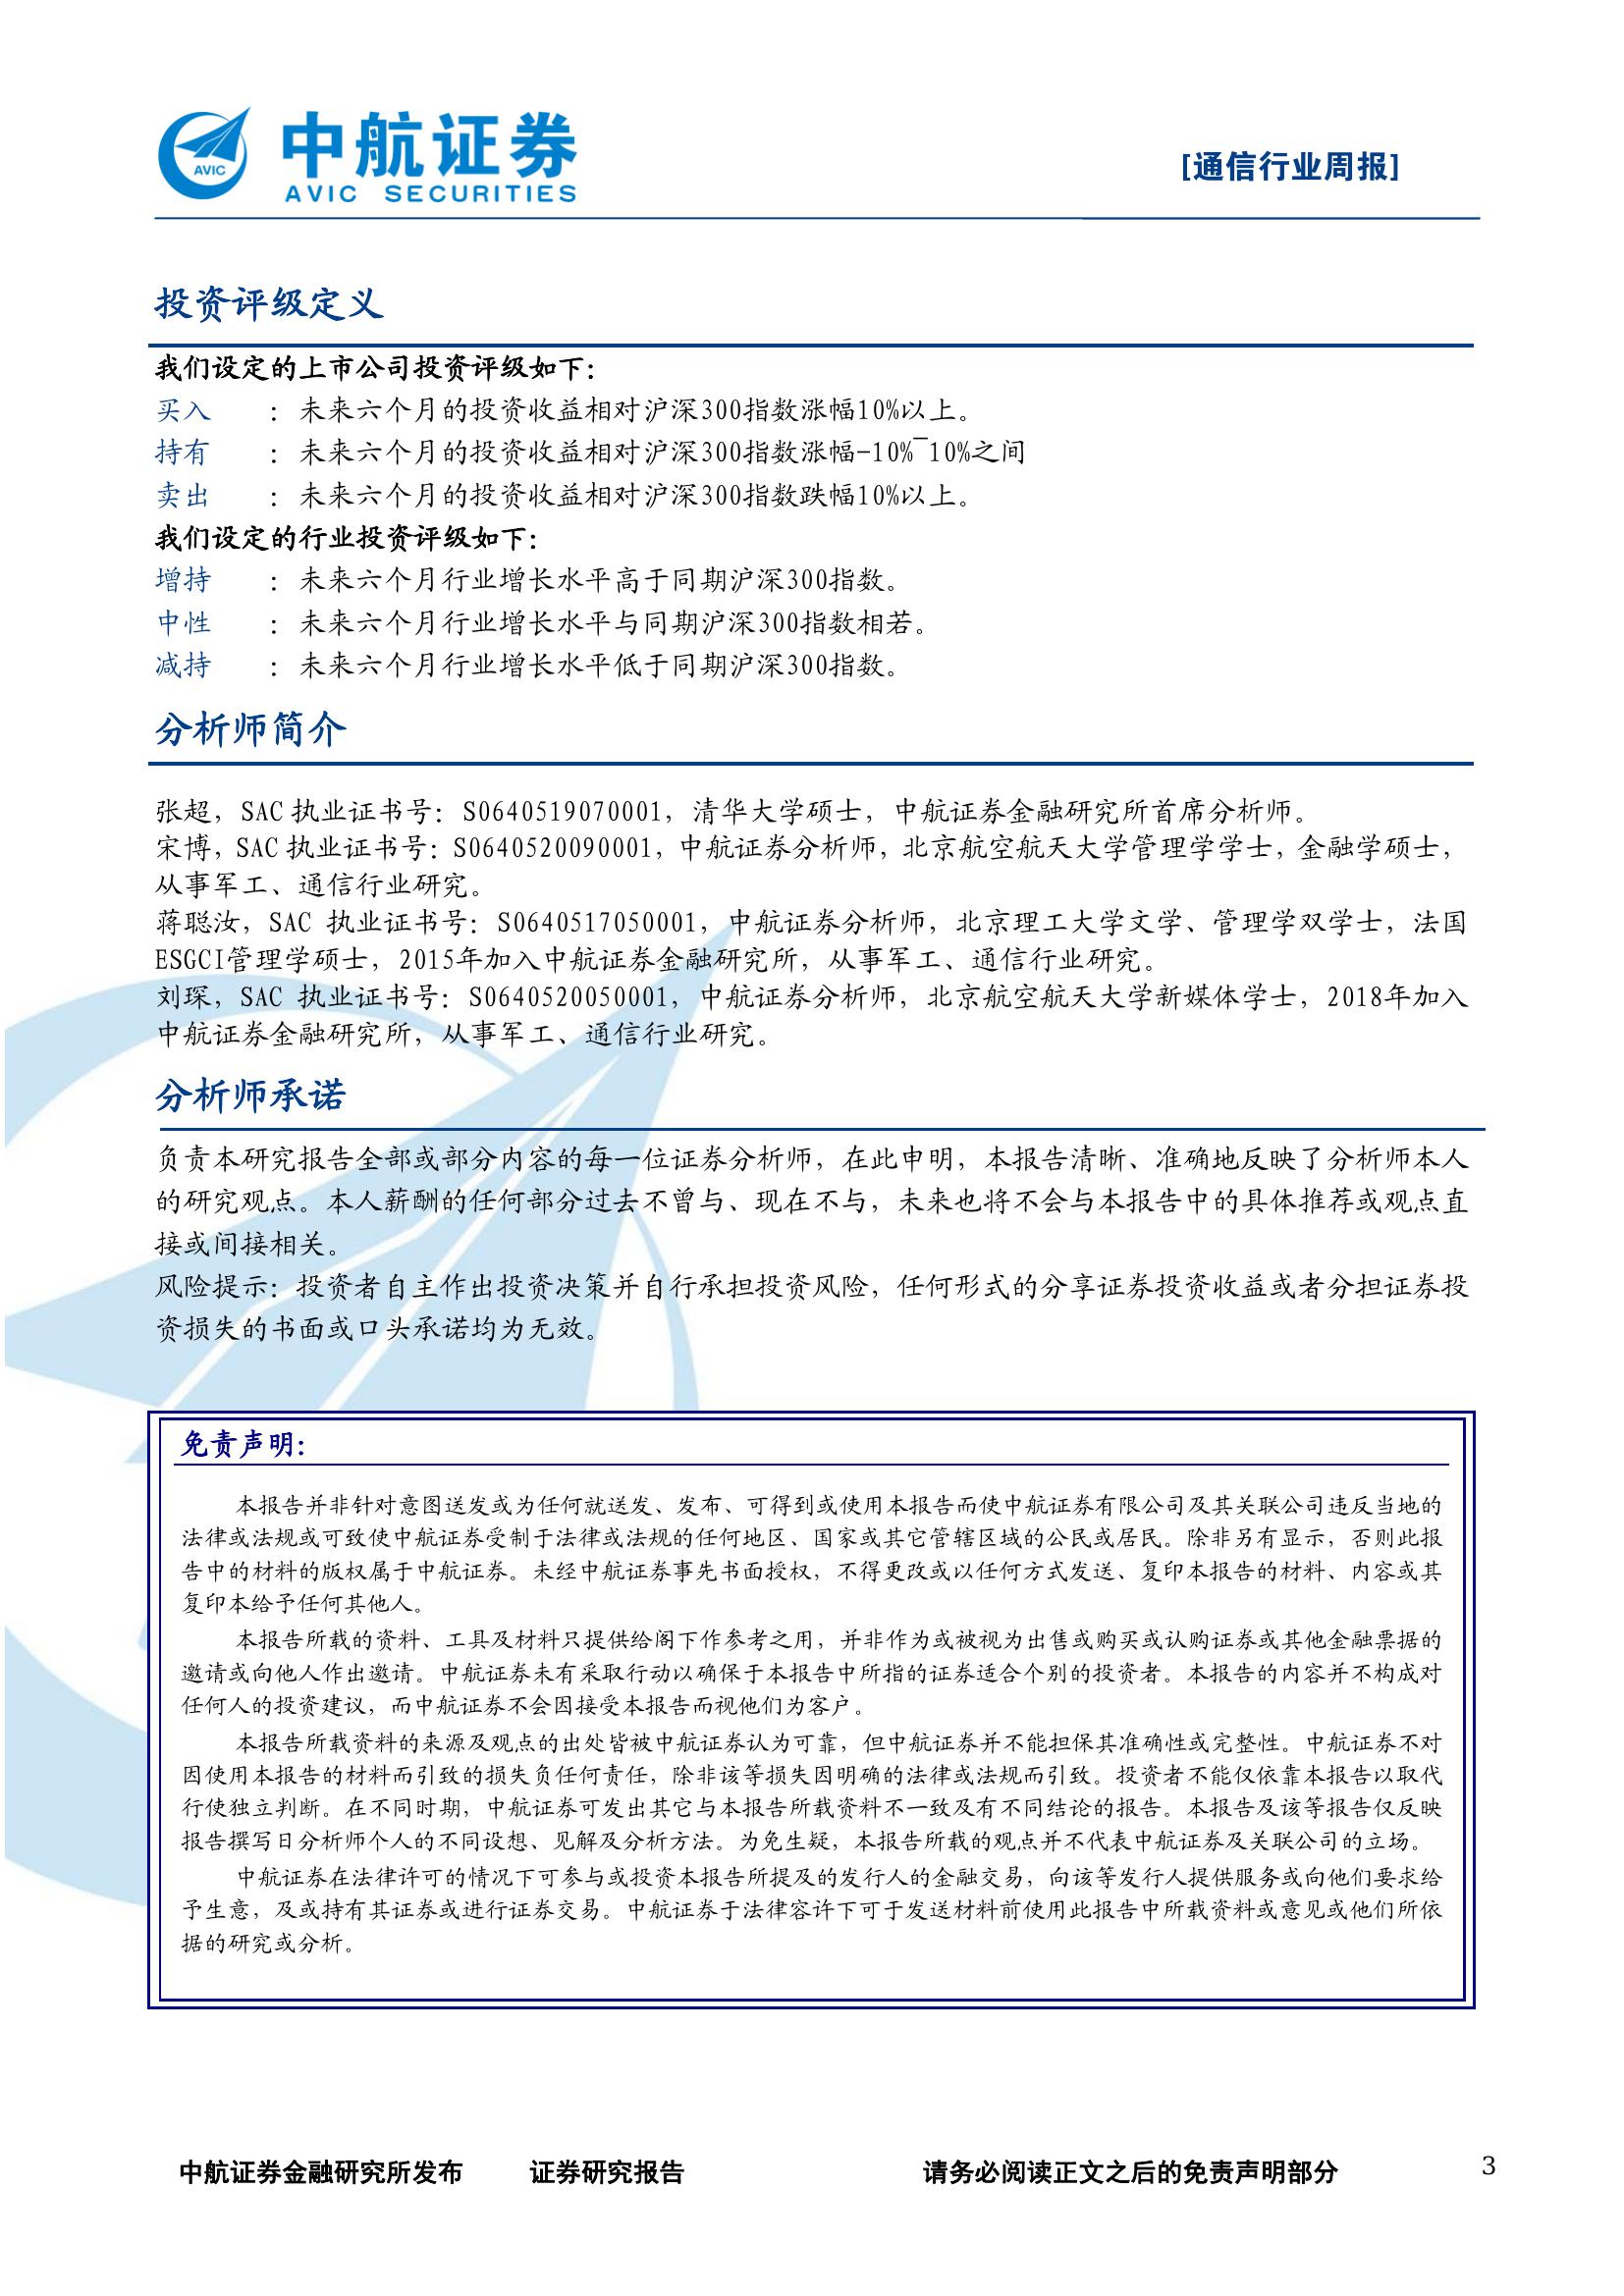 中航证券
AVIC SECURITIES
AVIC
[通信行业周报]
投资评级定义
我们设定的上市公司投资评级如下：
买入 ：未来六个月的投资收益相对沪深300指数涨幅10%以上。
持有 ：未来六个月的投资收益相对沪深300指数涨幅-10%~10%之间
卖出 ：未来六个月的投资收益相对沪深300指数跌幅10%以上。
我们设定的行业投资评级如下：
增持 ：未来六个月行业增长水平高于同期沪深300指数。
中性 ：未来六个月行业增长水平与同期沪深300指数相若。
减持 ：未来六个月行业增长水平低于同期沪深300指数。
分析师简介
张超，SAC 执业证书号：S0640519070001，清华大学硕士，中航证券金融研究所首席分析师。
宋博，SAC 执业证书号：S0640520090001，中航证券分析师，北京航空航天大学管理学学士，金融学硕士，
从事军工、通信行业研究。
蒋聪汝，SAC 执业证书号：S0640517050001，中航证券分析师，北京理工大学文学、管理学双学士，法国
ESGCI管理学硕士，2015年加入中航证券金融研究所，从事军工、通信行业研究。
刘琛，SAC 执业证书号：S0640520050001，中航证券分析师，北京航空航天大学新媒体学士，2018年加入
中航证券金融研究所，从事军工、通信行业研究。
分析师承诺
负责本研究报告全部或部分内容的每一位证券分析师，在此申明，本报告清晰、准确地反映了分析师本人
的研究观点。本人薪酬的任何部分过去不曾与、现在不与，未来也将不会与本报告中的具体推荐或观点直
接或间接相关。
风险提示：投资者自主作出投资决策并自行承担投资风险，任何形式的分享证券投资收益或者分担证券投
资损失的书面或口头承诺均为无效。
免责声明：
本报告并非针对意图送发或为任何就送发、发布、可得到或使用本报告而使中航证券有限公司及其关联公司违反当地的
法律或法规或可致使中航证券受制于法律或法规的任何地区、国家或其它管辖区域的公民或居民。除非另有显示，否则此报
告中的材料的版权属于中航证券。未经中航证券事先书面授权，不得更改或以任何方式发送、复印本报告的材料、内容或其
复印本给予任何其他人。
本报告所载的资料、工具及材料只提供给阁下作参考之用，并非作为或被视为出售或购买或认购证券或其他金融票据的
邀请或向他人作出邀请。中航证券未有采取行动以确保于本报告中所指的证券适合个别的投资者。本报告的内容并不构成对
任何人的投资建议，而中航证券不会因接受本报告而视他们为客户。
本报告所载资料的来源及观点的出处皆被中航证券认为可靠，但中航证券并不能担保其准确性或完整性。中航证券不对
因使用本报告的材料而引致的损失负任何责任，除非该等损失因明确的法律或法规而引致。投资者不能仅依靠本报告以取代
行使独立判断。在不同时期，中航证券可发出其它与本报告所载资料不一致及有不同结论的报告。本报告及该等报告仅反映
报告撰写日分析师个人的不同设想、见解及分析方法。为免生疑，本报告所载的观点并不代表中航证券及关联公司的立场。
中航证券在法律许可的情况下可参与或投资本报告所提及的发行人的金融交易，向该等发行人提供服务或向他们要求给
予生意，及或持有其证券或进行证券交易。中航证券于法律容许下可于发送材料前使用此报告中所载资料或意见或他们所依
据的研究或分析。
中航证券金融研究所发布 证券研究报告 请务必阅读正文之后的免责声明部分 3